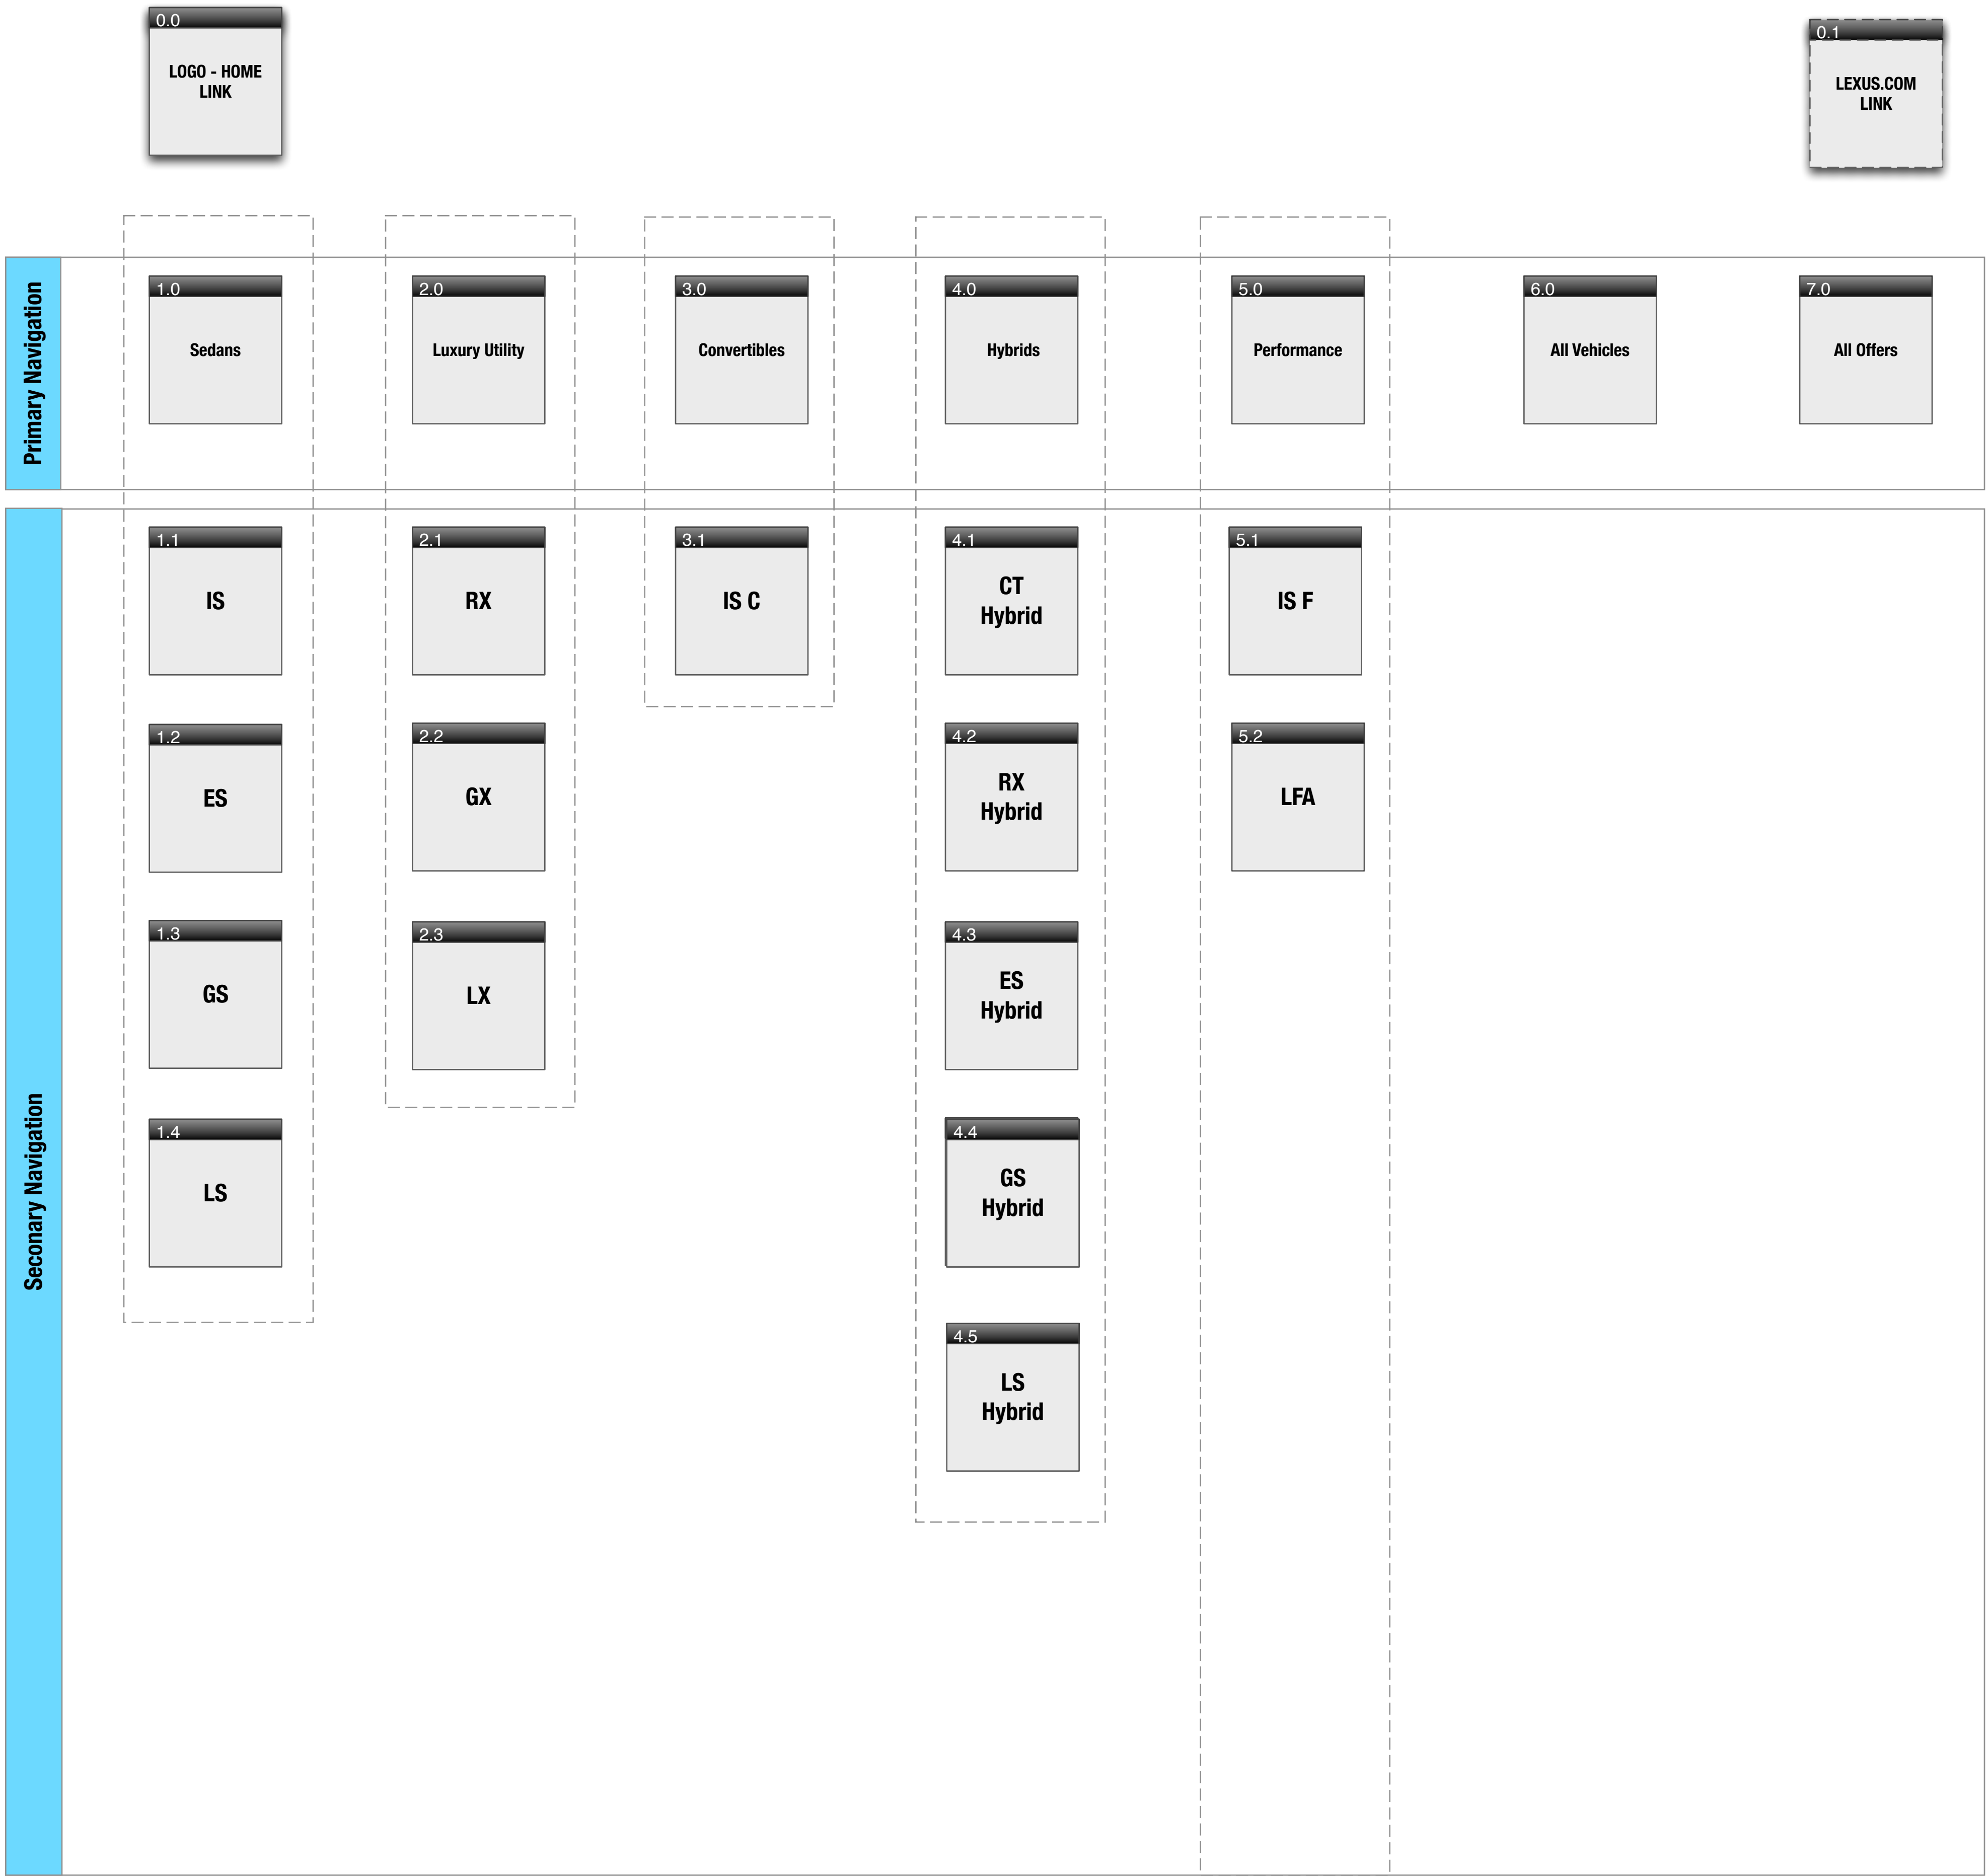 0.0
LOGO - HOME
LINK
0.1
LEXUS.COM
LINK
Primary Navigation
1.0
Sedans
2.0
Luxury Utility
3.0
Convertibles
4.0
Hybrids
5.0
Performance
6.0
All Vehicles
7.0
All Offers
Seconary Navigation
1.1
IS
2.1
RX
3.1
IS C
4.1
CT
Hybrid
5.1
IS F
1.2
ES
2.2
GX
4.2
RX
Hybrid
5.2
LFA
1.3
GS
2.3
LX
4.3
ES
Hybrid
1.4
LS
4.4
GS
Hybrid
4.5
LS
Hybrid